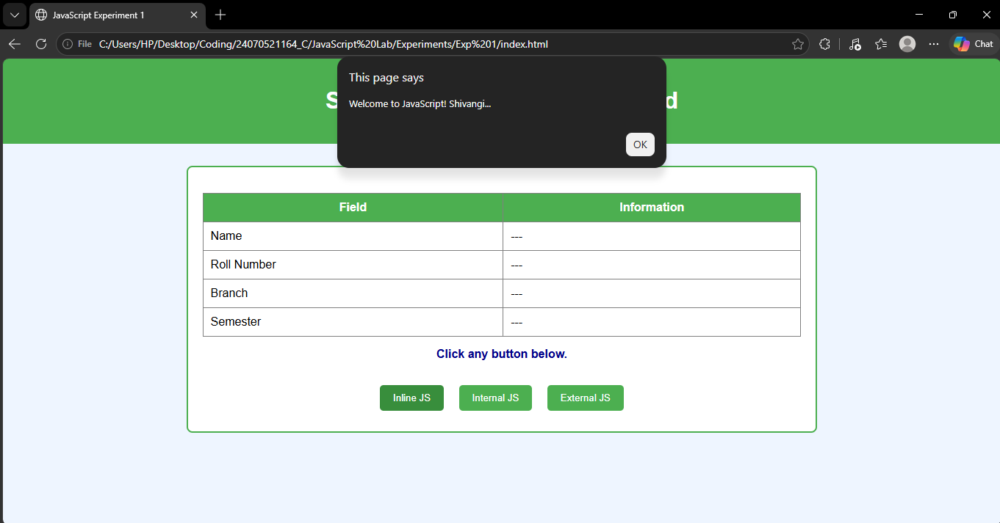 JavaScript Experiment 1
File C:/Users/HP/Desktop/Coding/24070521164_C/JavaScript%20Lab/Experiments/Exp%201/index.html
Chat
This page says
Welcome to JavaScript! Shivangi...
OK
Field Information
Name ---
Roll Number ---
Branch ---
Semester ---
Click any button below.
Inline JS Internal JS External JS